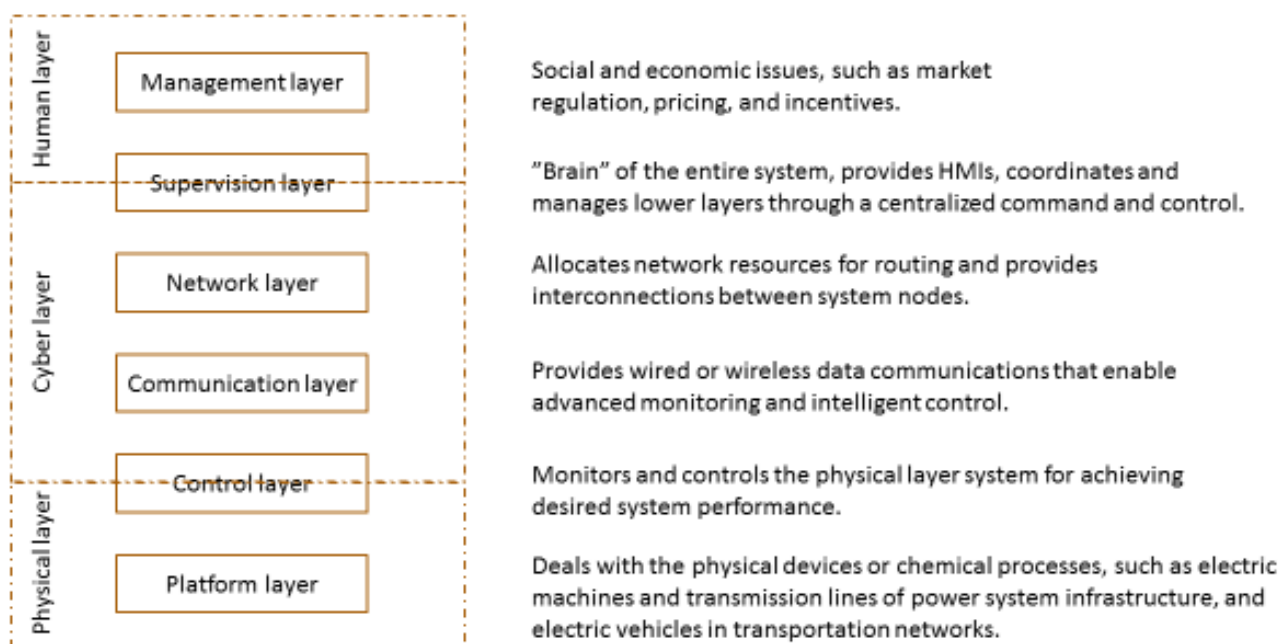 Human layer
Management layer
Social and economic issues, such as market
regulation, pricing, and incentives.
Supervision layer
”Brain” of the entire system, provides HMIs, coordinates and
manages lower layers through a centralized command and control.
Cyber layer
Network layer
Allocates network resources for routing and provides
interconnections between system nodes.
Communication layer
Provides wired or wireless data communications that enable
advanced monitoring and intelligent control.
Control layer
Monitors and controls the physical layer system for achieving
desired system performance.
Physical layer
Platform layer
Deals with the physical devices or chemical processes, such as electric
machines and transmission lines of power system infrastructure, and
electric vehicles in transportation networks.